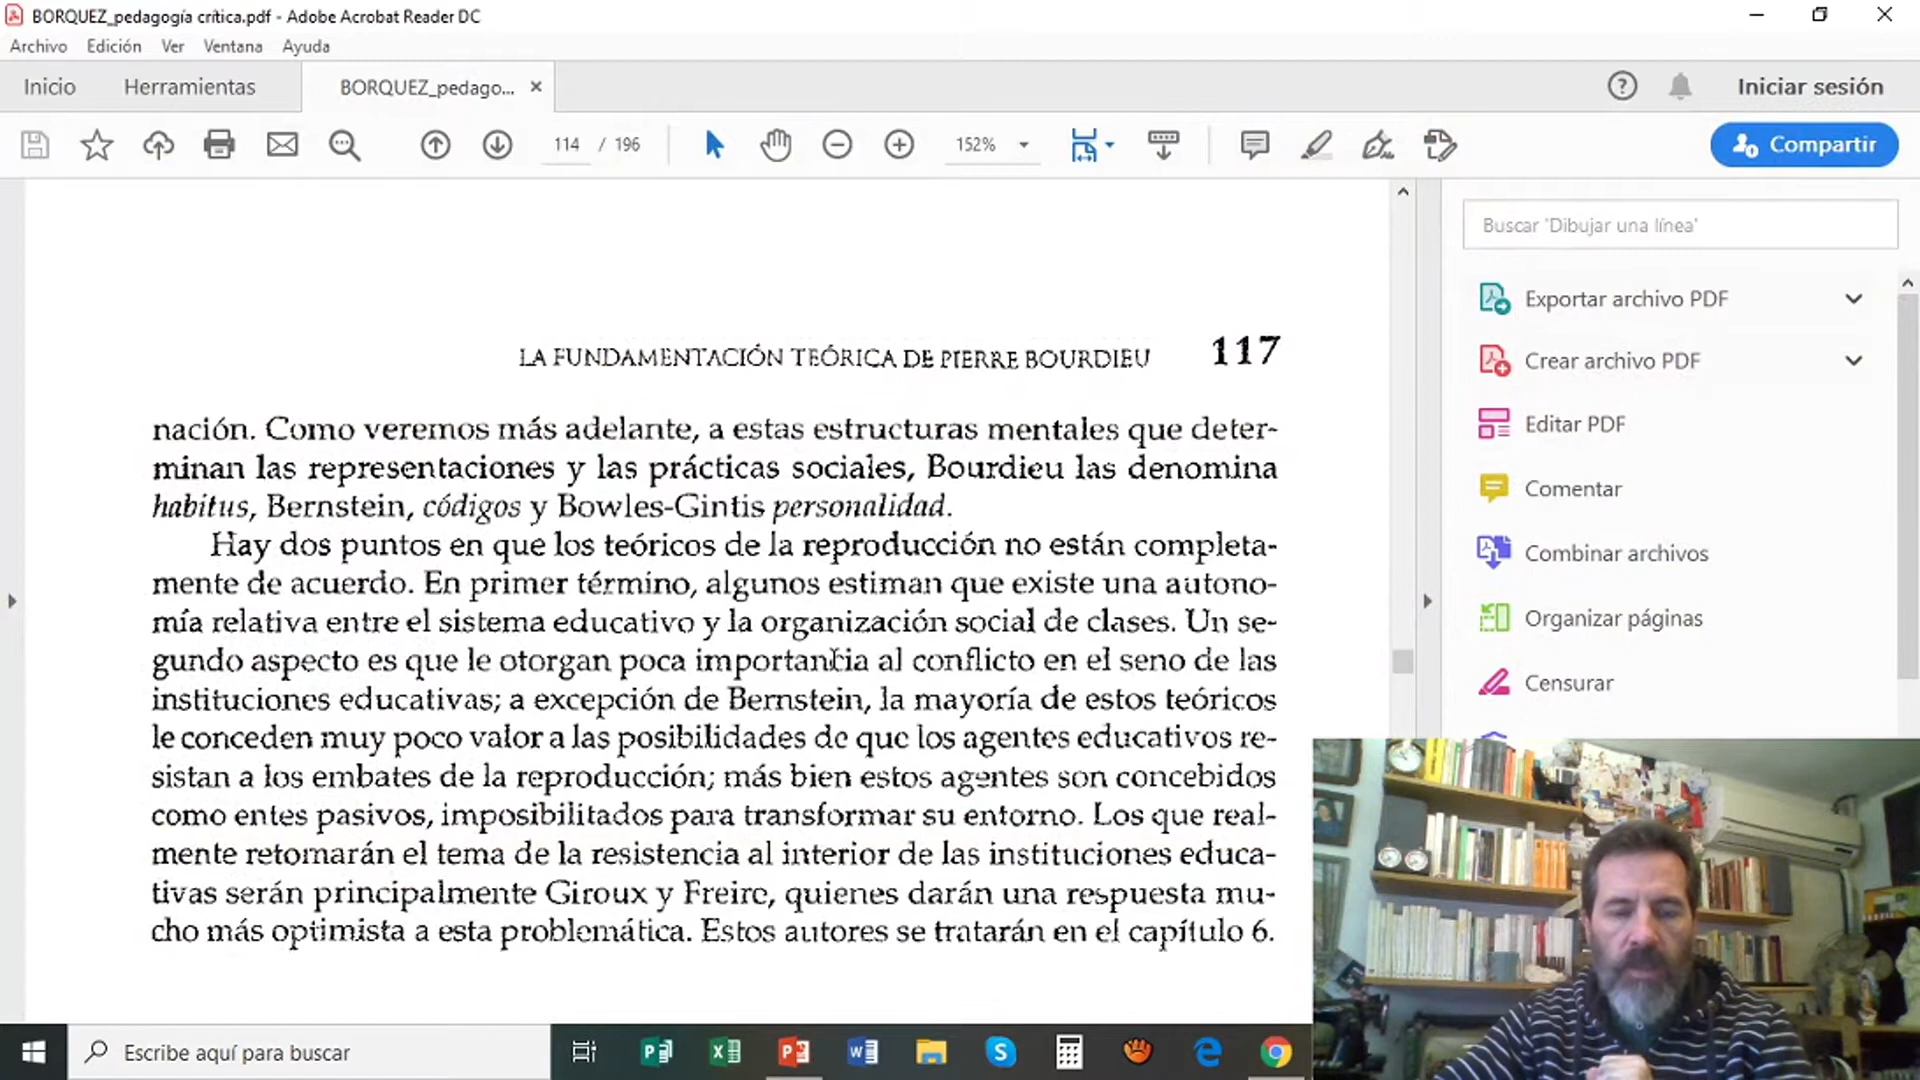 BORQUEZ_pedagogía crítica.pdf - Adobe Acrobat Reader DC
Archivo Edición Ver Ventana Ayuda
Inicio Herramientas BORQUEZ_pedago... × Iniciar sesión
114 / 196 152% Compartir
Buscar 'Dibujar una línea'
Exportar archivo PDF
Crear archivo PDF
Editar PDF
Comentar
Combinar archivos
Organizar páginas
Censurar
LA FUNDAMENTACIÓN TEÓRICA DE PIERRE BOURDIEU 117
nación. Como veremos más adelante, a estas estructuras mentales que deter-
minan las representaciones y las prácticas sociales, Bourdieu las denomina
habitus, Bernstein, códigos y Bowles-Gintis personalidad.
Hay dos puntos en que los teóricos de la reproducción no están completa-
mente de acuerdo. En primer término, algunos estiman que existe una autono-
mía relativa entre el sistema educativo y la organización social de clases. Un se-
gundo aspecto es que le otorgan poca importancia al conflicto en el seno de las
instituciones educativas; a excepción de Bernstein, la mayoría de estos teóricos
le conceden muy poco valor a las posibilidades de que los agentes educativos re-
sistan a los embates de la reproducción; más bien estos agentes son concebidos
como entes pasivos, imposibilitados para transformar su entorno. Los que real-
mente retomarán el tema de la resistencia al interior de las instituciones educa-
tivas serán principalmente Giroux y Freire, quienes darán una respuesta mu-
cho más optimista a esta problemática. Estos autores se tratarán en el capítulo 6.
Escribe aquí para buscar